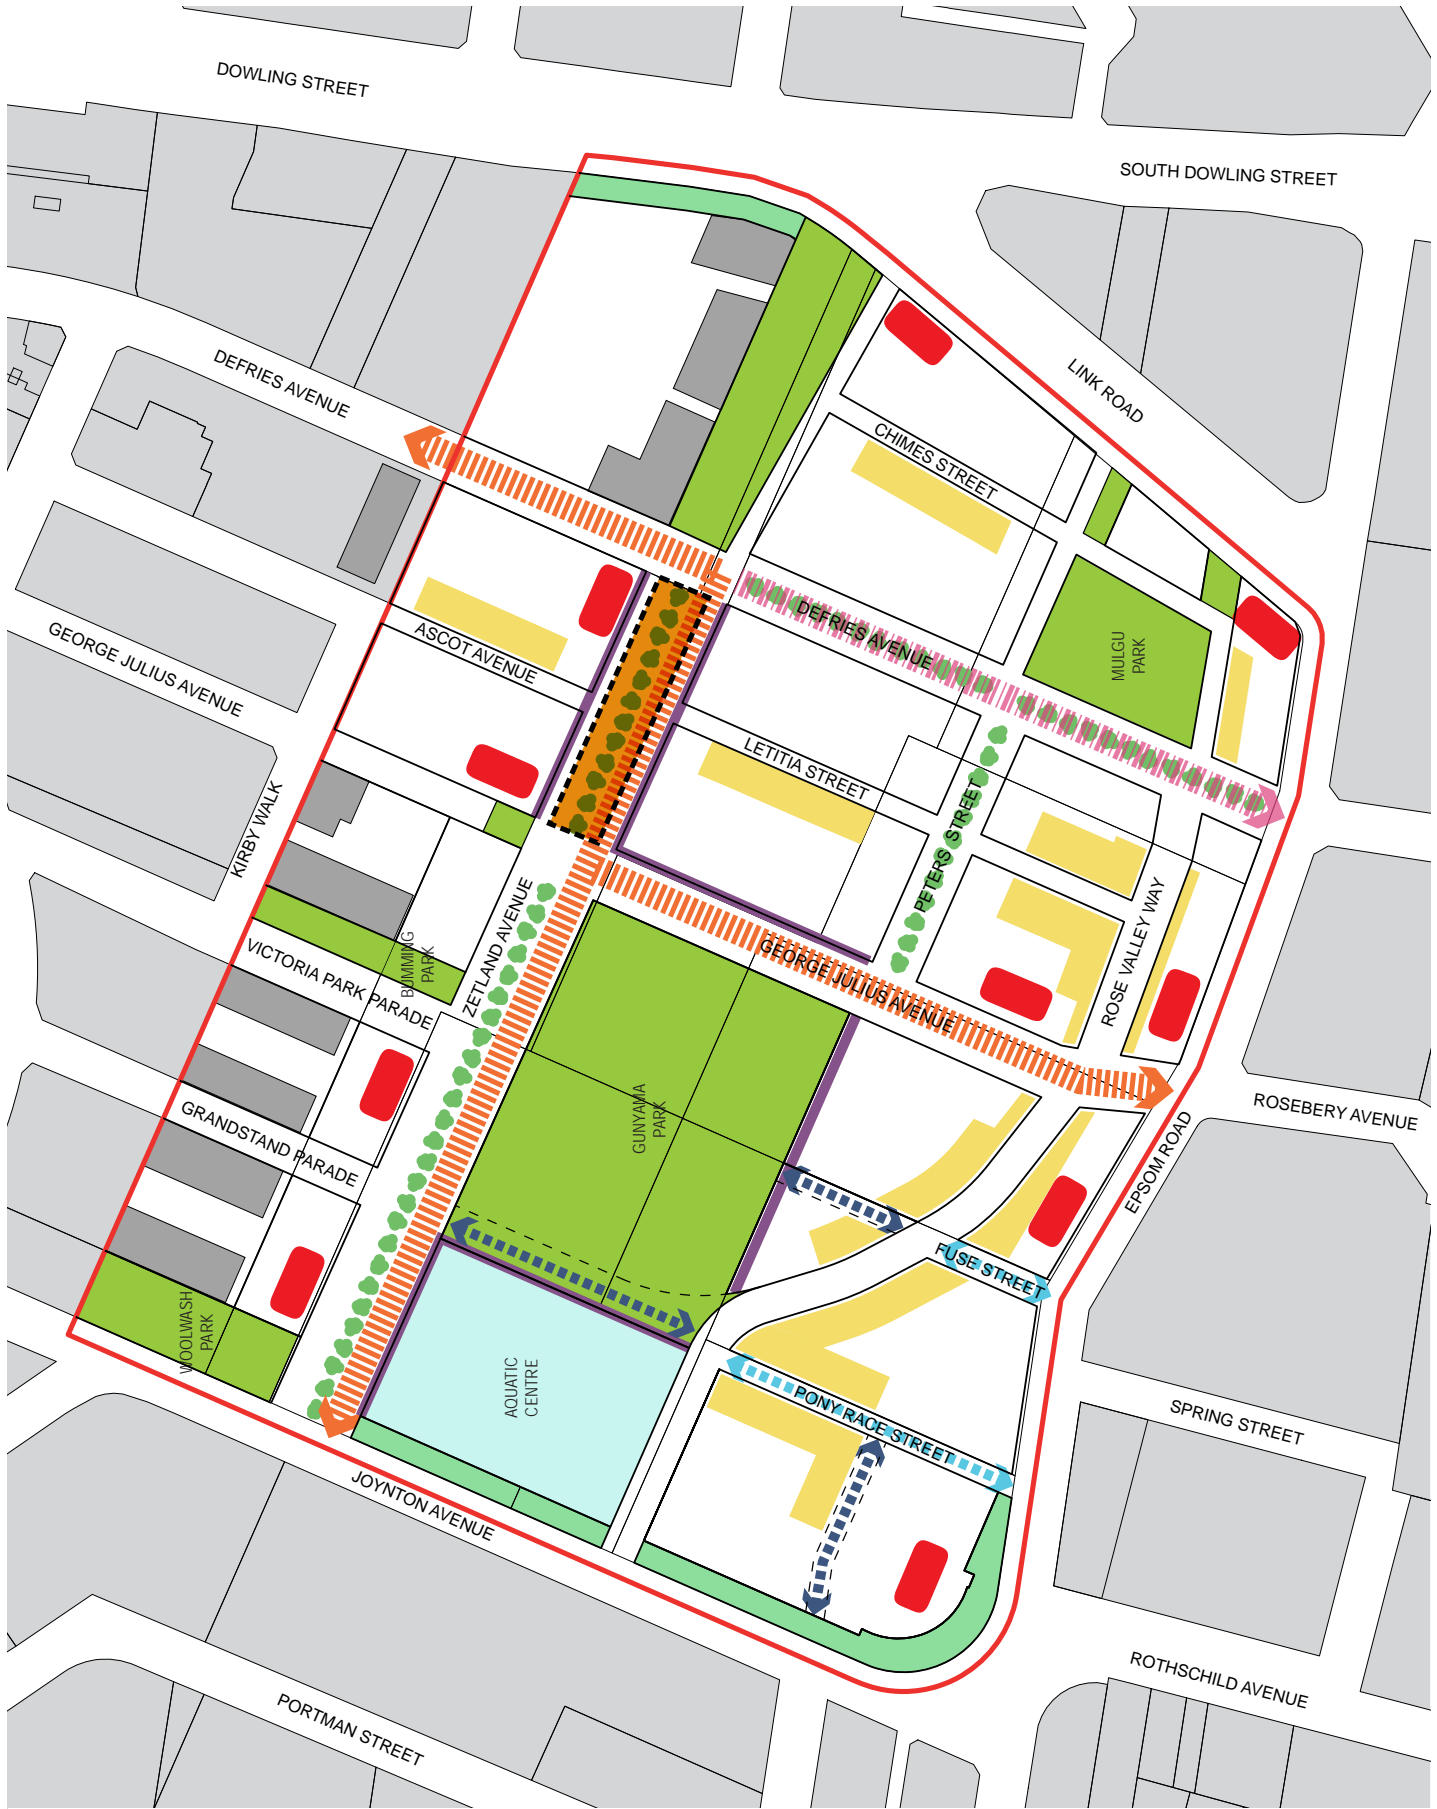 DOWLING STREET
SOUTH DOWLING STREET
DEFRIES AVENUE
LINK ROAD
CHIMES STREET
DEFRIES AVENUE
MULGU
PARK
ASCOT AVENUE
GEORGE JULIUS AVENUE
LETITIA STREET
PETERS STREET
KIRBY WALK
ZETLAND AVENUE
ROSE VALLEY WAY
BUMMING
PARK
VICTORIA PARK PARADE
GEORGE JULIUS AVENUE
GUNYAMA
PARK
GRANDSTAND PARADE
ROSEBERY AVENUE
EPSOM ROAD
FUSE STREET
WOOLWASH
PARK
AQUATIC
CENTRE
PONY RACE STREET
SPRING STREET
JOYNTON AVENUE
ROTHSCHILD AVENUE
PORTMAN STREET